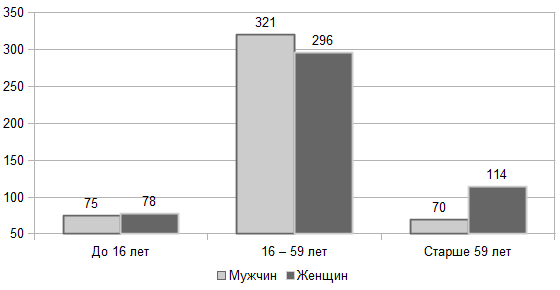 350
300
250
200
150
100
50
75
78
321
296
70
114
До 16 лет
16 – 59 лет
Старше 59 лет
Мужчин
Женщин